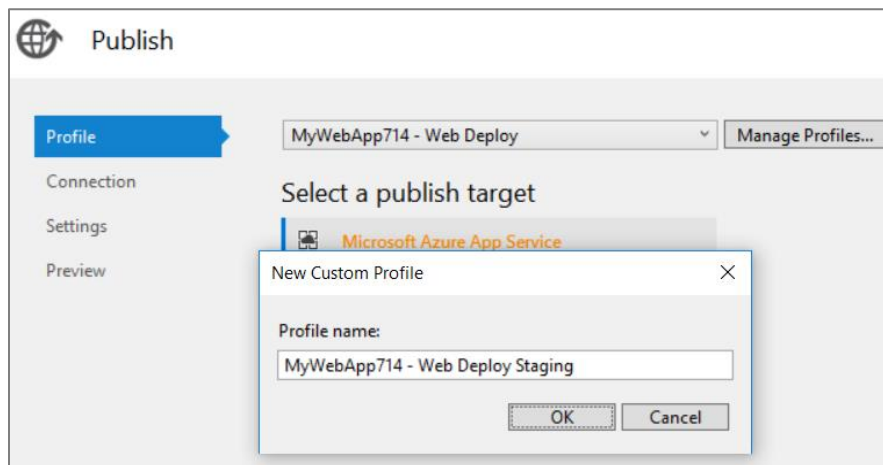 Publish
Profile
MyWebApp714 - Web Deploy
Manage Profiles...
Connection
Select a publish target
Settings
Microsoft Azure App Service
Preview
New Custom Profile
Profile name:
MyWebApp714 - Web Deploy Staging
OK
Cancel